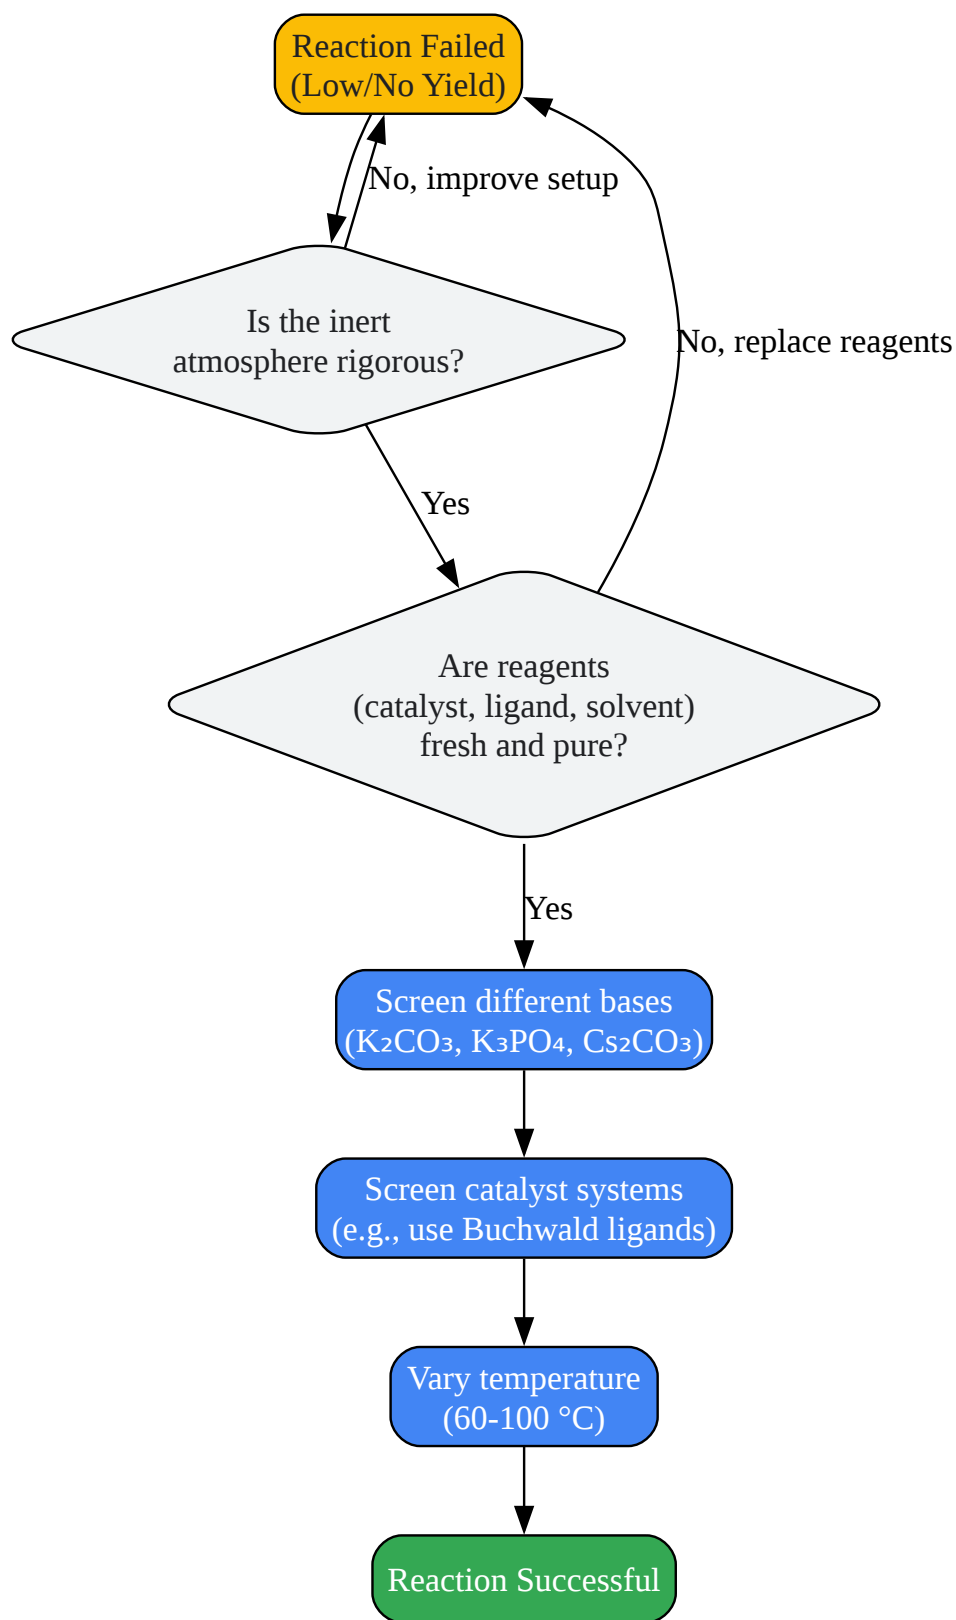 Reaction Failed
(Low/No Yield)
No, improve setup
Is the inert
atmosphere rigorous?
No, replace reagents
Yes
Are reagents
(catalyst, ligand, solvent)
fresh and pure?
Yes
Screen different bases
(K₂CO₃, K₃PO₄, Cs₂CO₃)
Screen catalyst systems
(e.g., use Buchwald ligands)
Vary temperature
(60-100 °C)
Reaction Successful